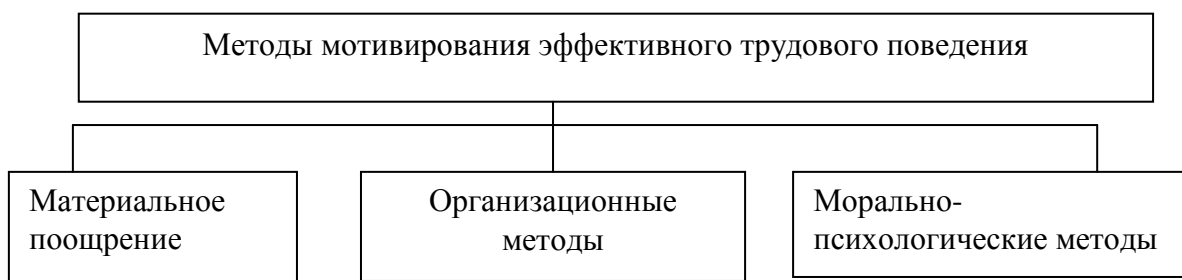 Методы мотивирования эффективного трудового поведения
Материальное
поощрение
Организационные
методы
Морально-
психологические методы